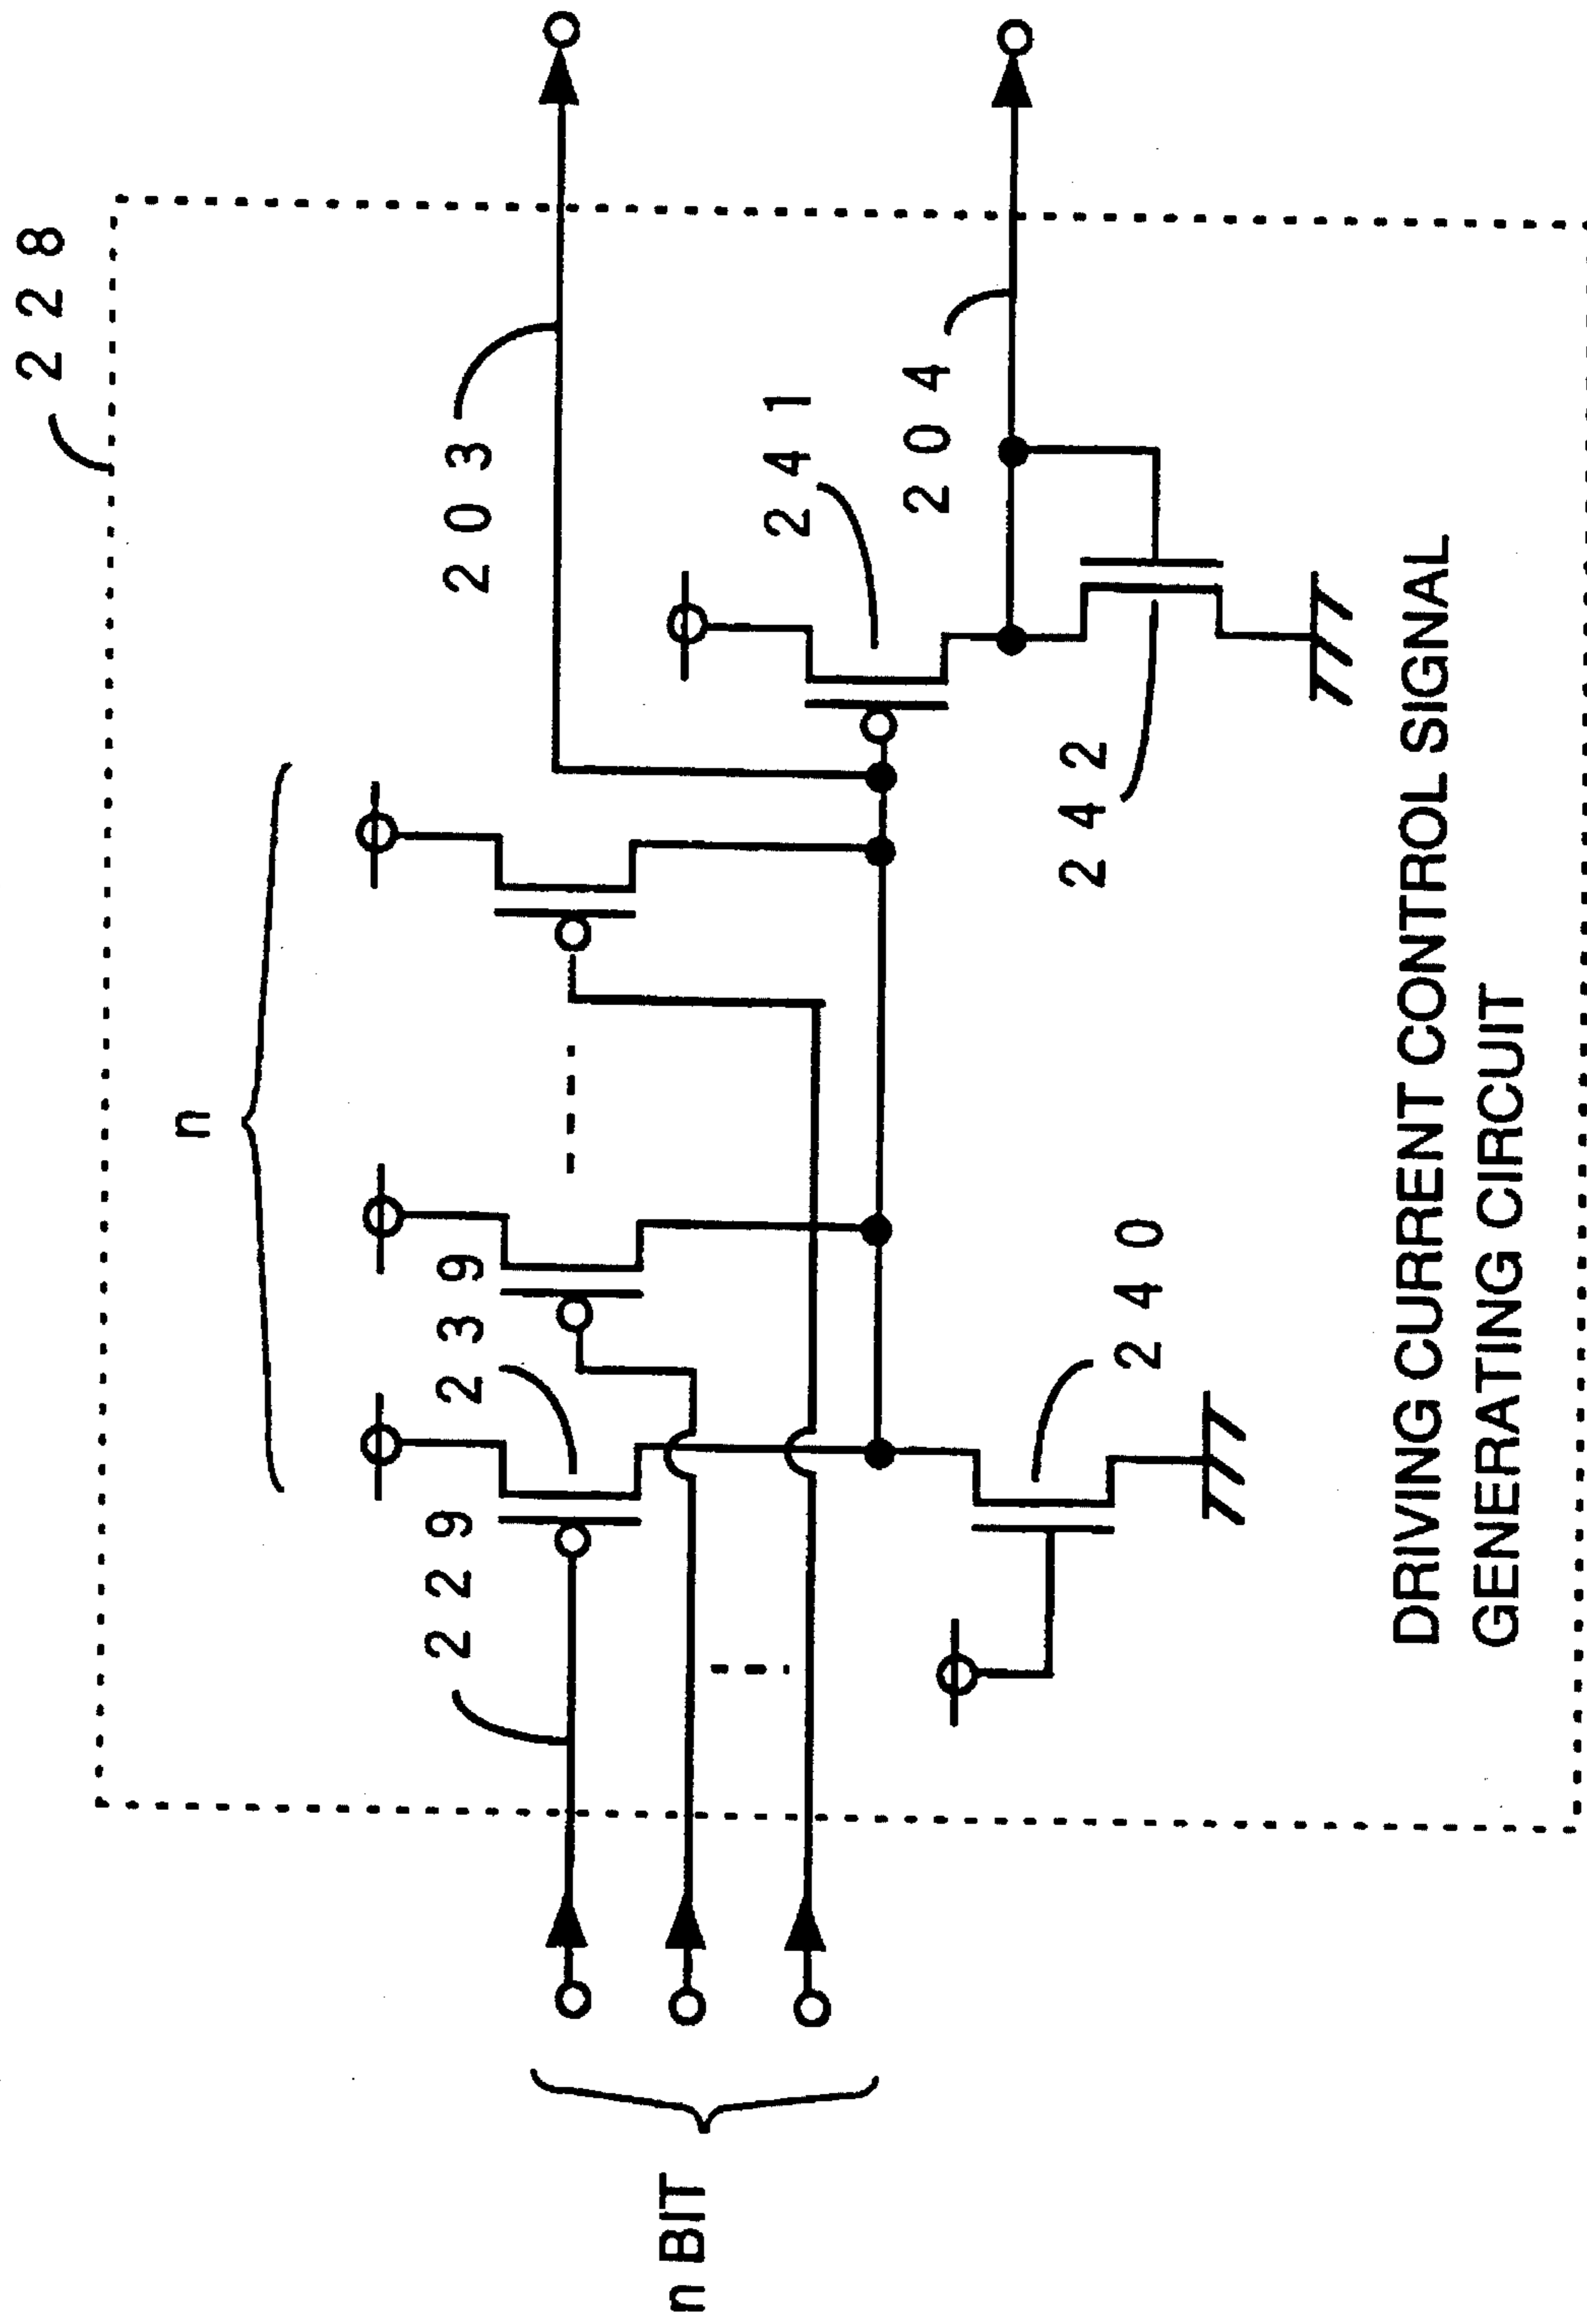 228
n
203
239
229
241
204
n BIT
240
242
DRIVING CURRENT CONTROL SIGNAL
GENERATING CIRCUIT